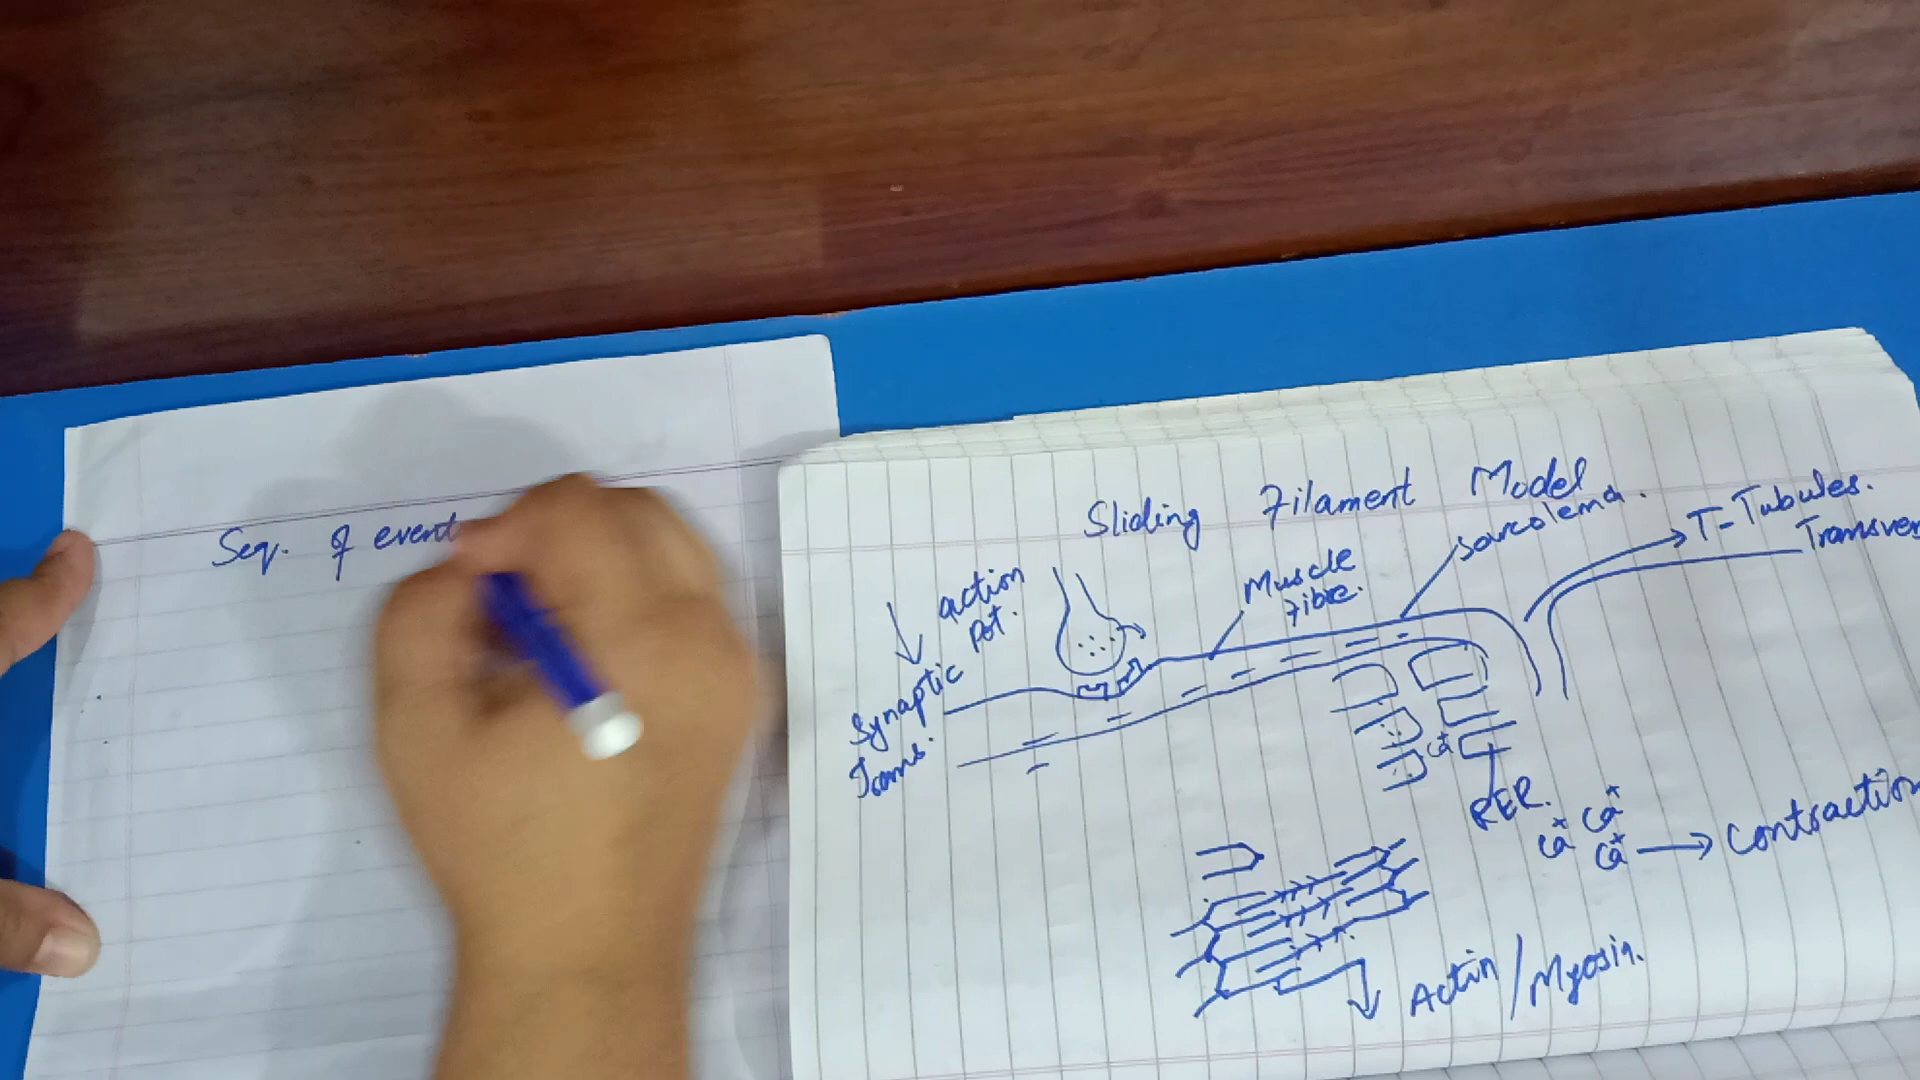 Seq. of event
Sliding Filament Model
action
Pot.
Synaptic
Trans.
Muscle
Fibre.
Sarcolema.
T-Tubules.
Transver
Ca+
RER.
Ca+ Ca+
Ca+ → Contraction
Actin / Myosin.